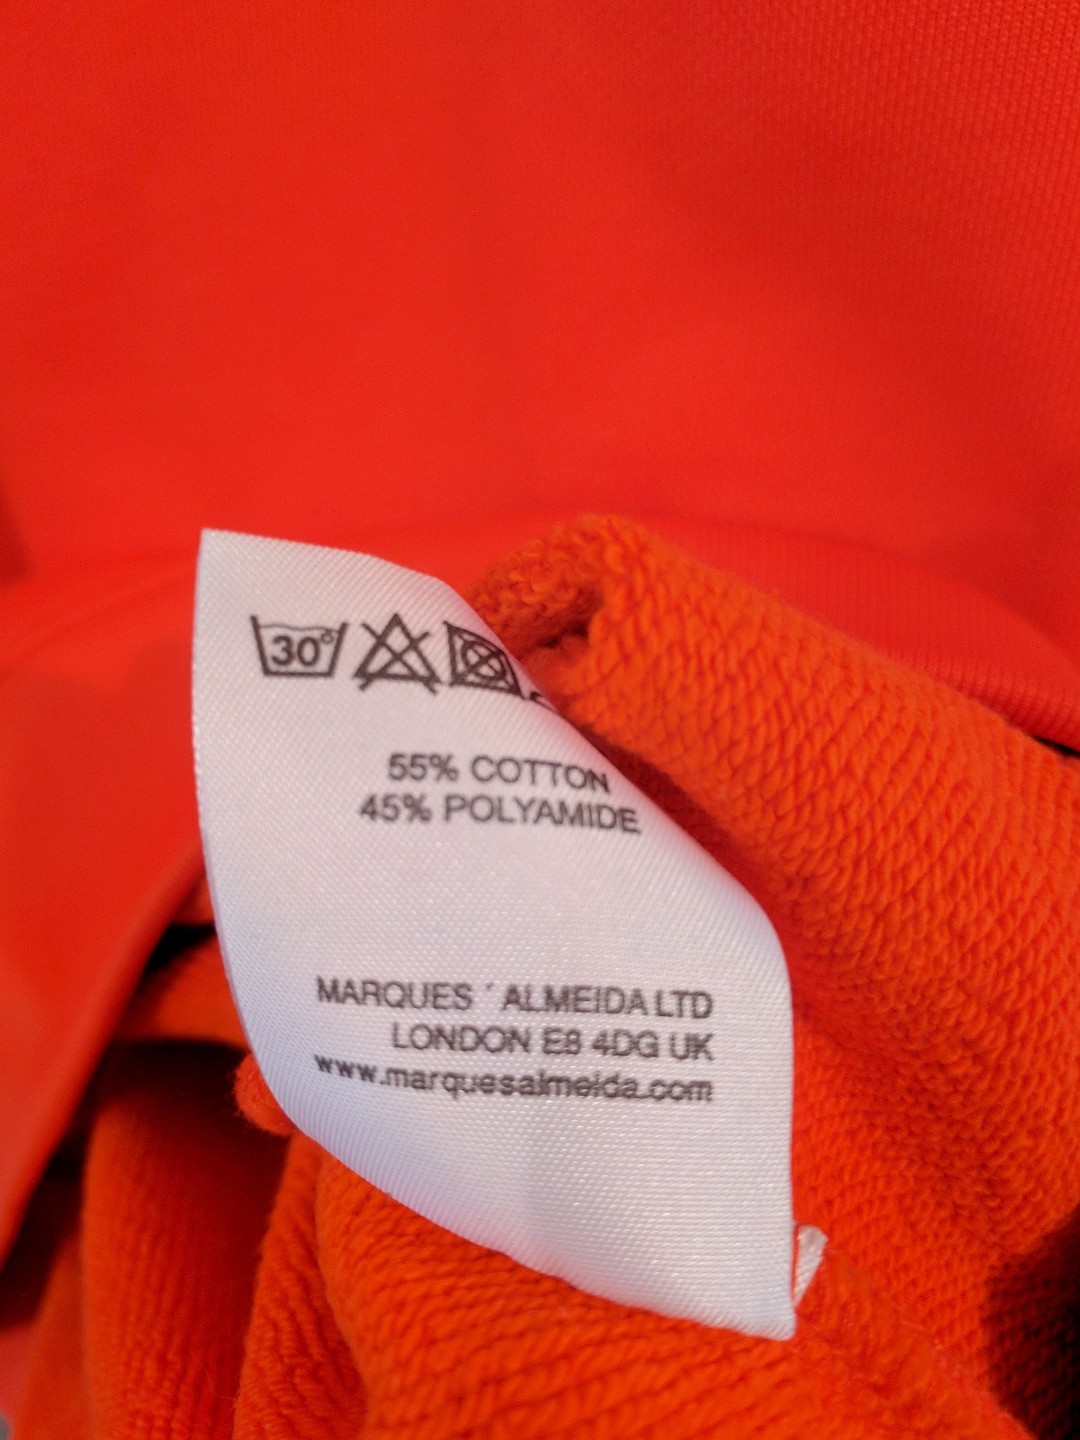 30°
55% COTTON
45% POLYAMIDE
MARQUES ´ ALMEIDA LTD
LONDON E8 4DG UK
www.marquesalmeida.com